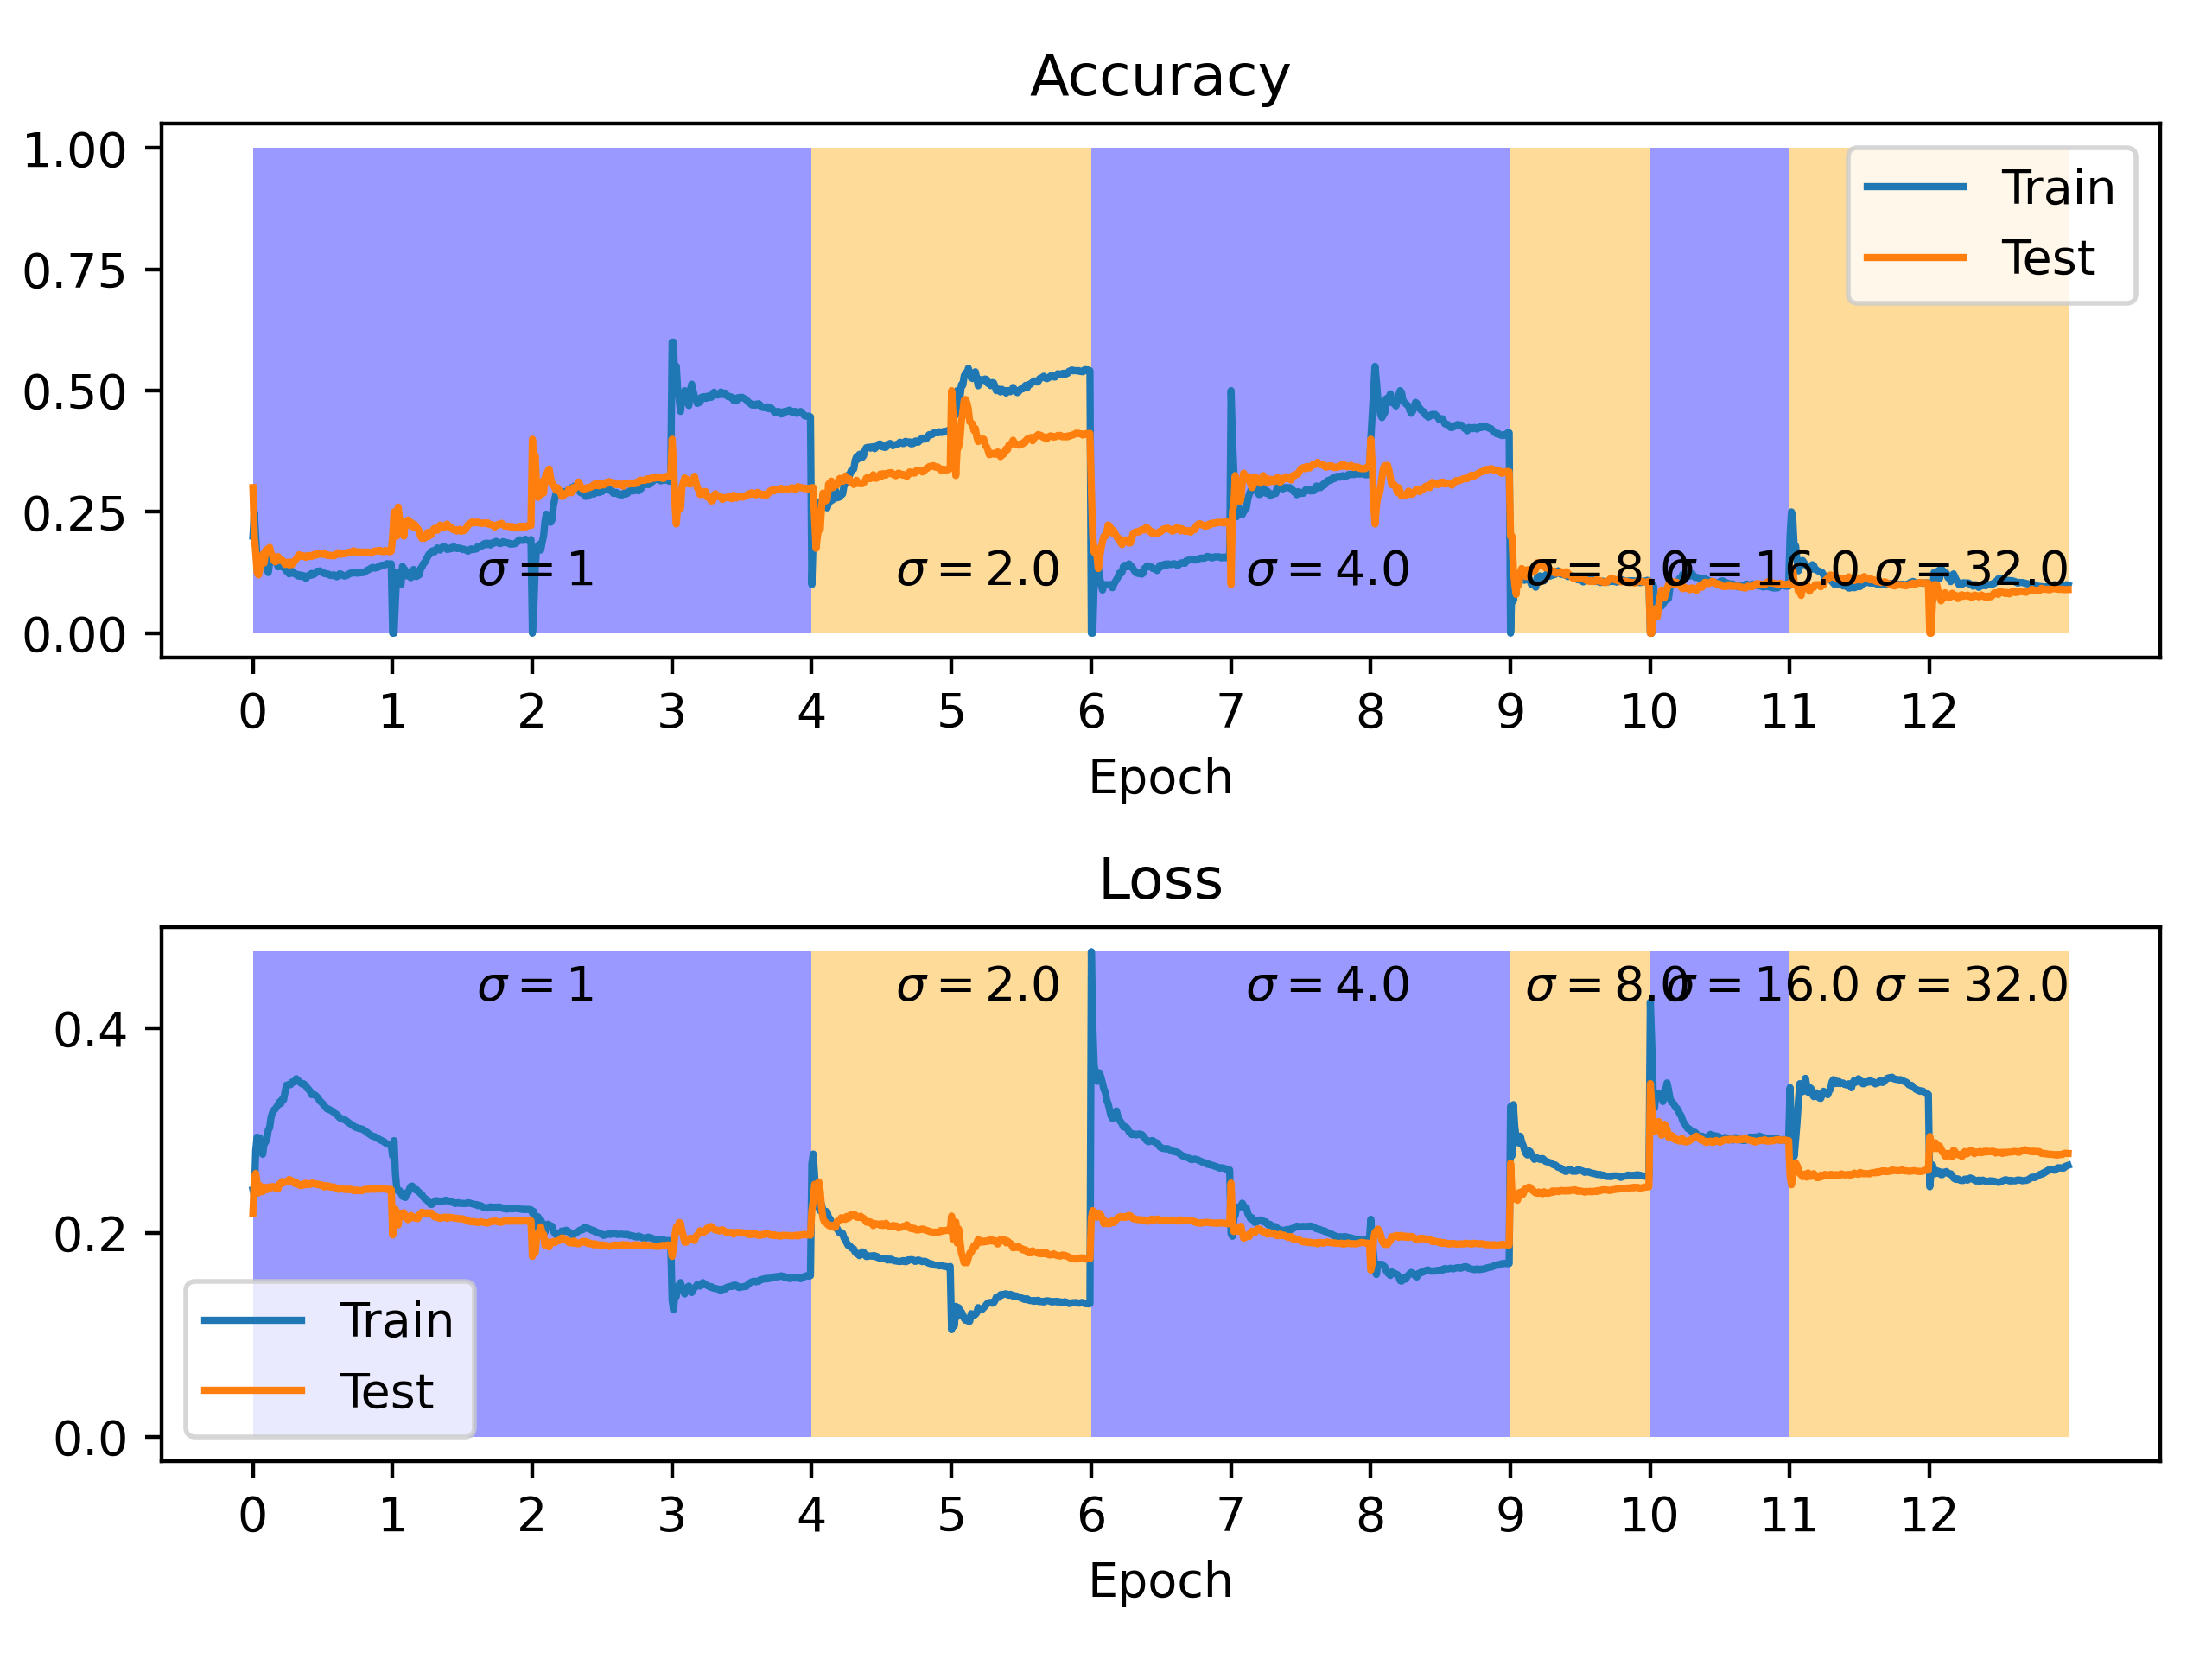 Accuracy
1.00
0.75
0.50
0.25
0.00
Train
Test
σ = 1
σ = 2.0
σ = 4.0
σ = 8.0
σ = 16.0
σ = 32.0
0 1 2 3 4 5 6 7 8 9 10 11 12
Epoch
Loss
0.4
0.2
0.0
σ = 1
σ = 2.0
σ = 4.0
σ = 8.0
σ = 16.0
σ = 32.0
Train
Test
0 1 2 3 4 5 6 7 8 9 10 11 12
Epoch